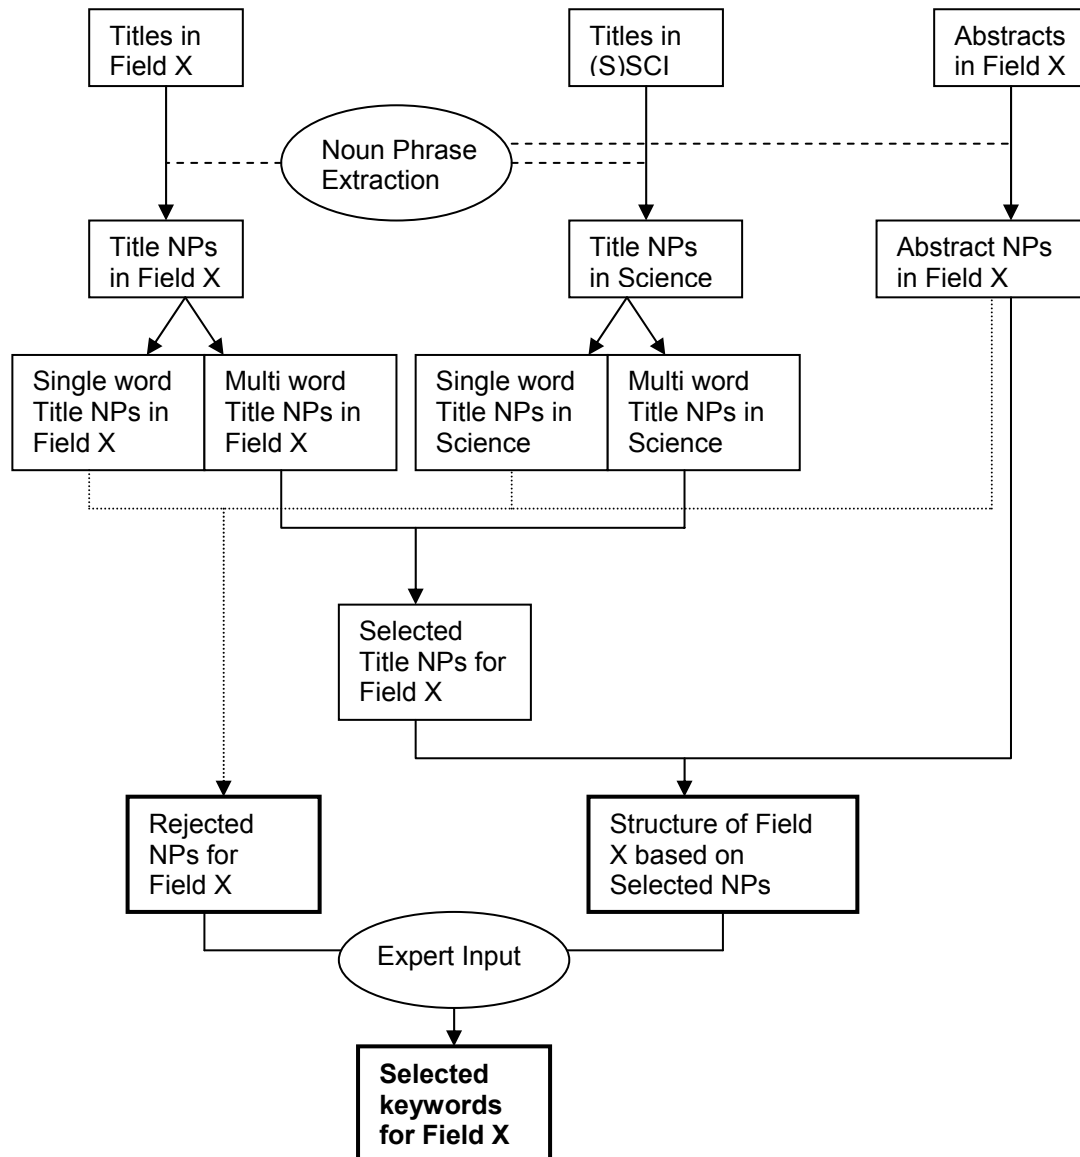 Titles in
Field X
Titles in
(S)SCI
Abstracts
in Field X
Noun Phrase
Extraction
Title NPs
in Field X
Title NPs
in Science
Abstract NPs
in Field X
Single word
Title NPs in
Field X
Multi word
Title NPs in
Field X
Single word
Title NPs in
Science
Multi word
Title NPs in
Science
Selected
Title NPs for
Field X
Rejected
NPs for
Field X
Structure of Field
X based on
Selected NPs
Expert Input
Selected
keywords
for Field X